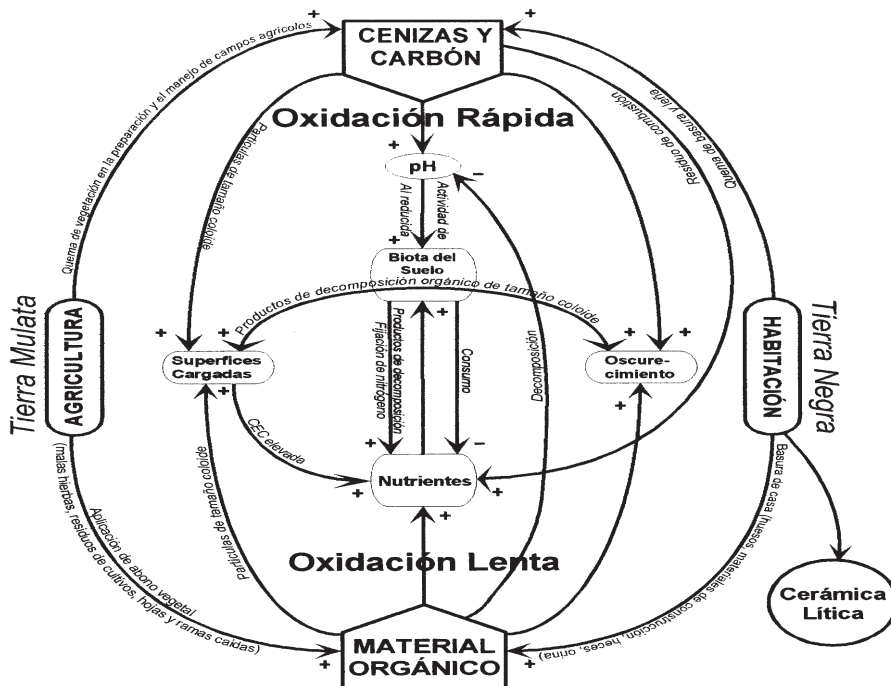 CENIZAS Y
CARBÓN
Oxidación Rápida
Quema de vegetación en la preparación y el manejo de campos agrícolos
Partículas de tamaño coloide
Quema de basura y leña
Residuo de combustión
pH
Actividad de
Al reducida
Biota del
Suelo
Productos de decomposición orgánico de tamaño coloide
Tierra Mulata
AGRICULTURA
Superfices
Cargadas
Productos de decomposición
Fijación de nitrógeno
Consumo
Decomposición
Oscure-
cimiento
HABITACIÓN
Tierra Negra
CEC elevada
Nutrientes
Partículas de tamaño coloide
Oxidación Lenta
Aplicación de abono vegetal
(malas hierbas, residuos de cultivos, hojas y ramas caidas)
Basura de casa (huesos, materiales de construcción, heces, orina)
MATERIAL
ORGÁNICO
Cerámica
Lítica